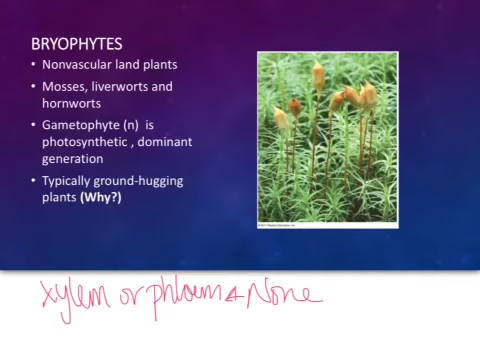 BRYOPHYTES
• Nonvascular land plants
• Mosses, liverworts and
hornworts
• Gametophyte (n) is
photosynthetic , dominant
generation
• Typically ground-hugging
plants (Why?)
xylem or phloem None